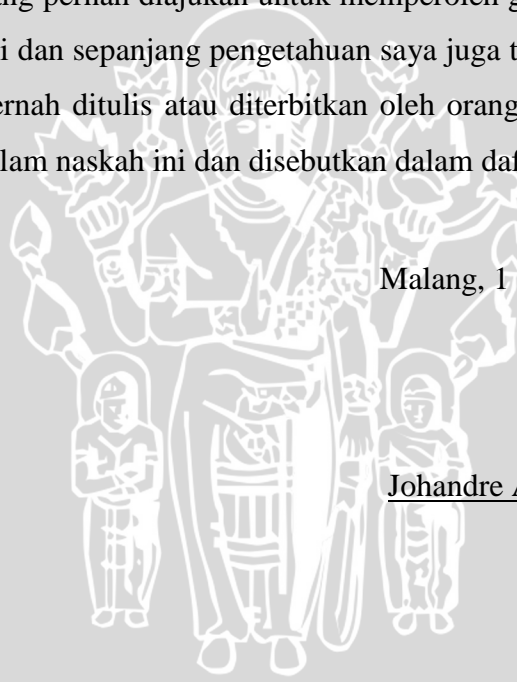 ang pernah diajukan untuk memperoleh g
i dan sepanjang pengetahuan saya juga t
ernah ditulis atau diterbitkan oleh orang
lam naskah ini dan disebutkan dalam daf
Malang, 1
Johandre A